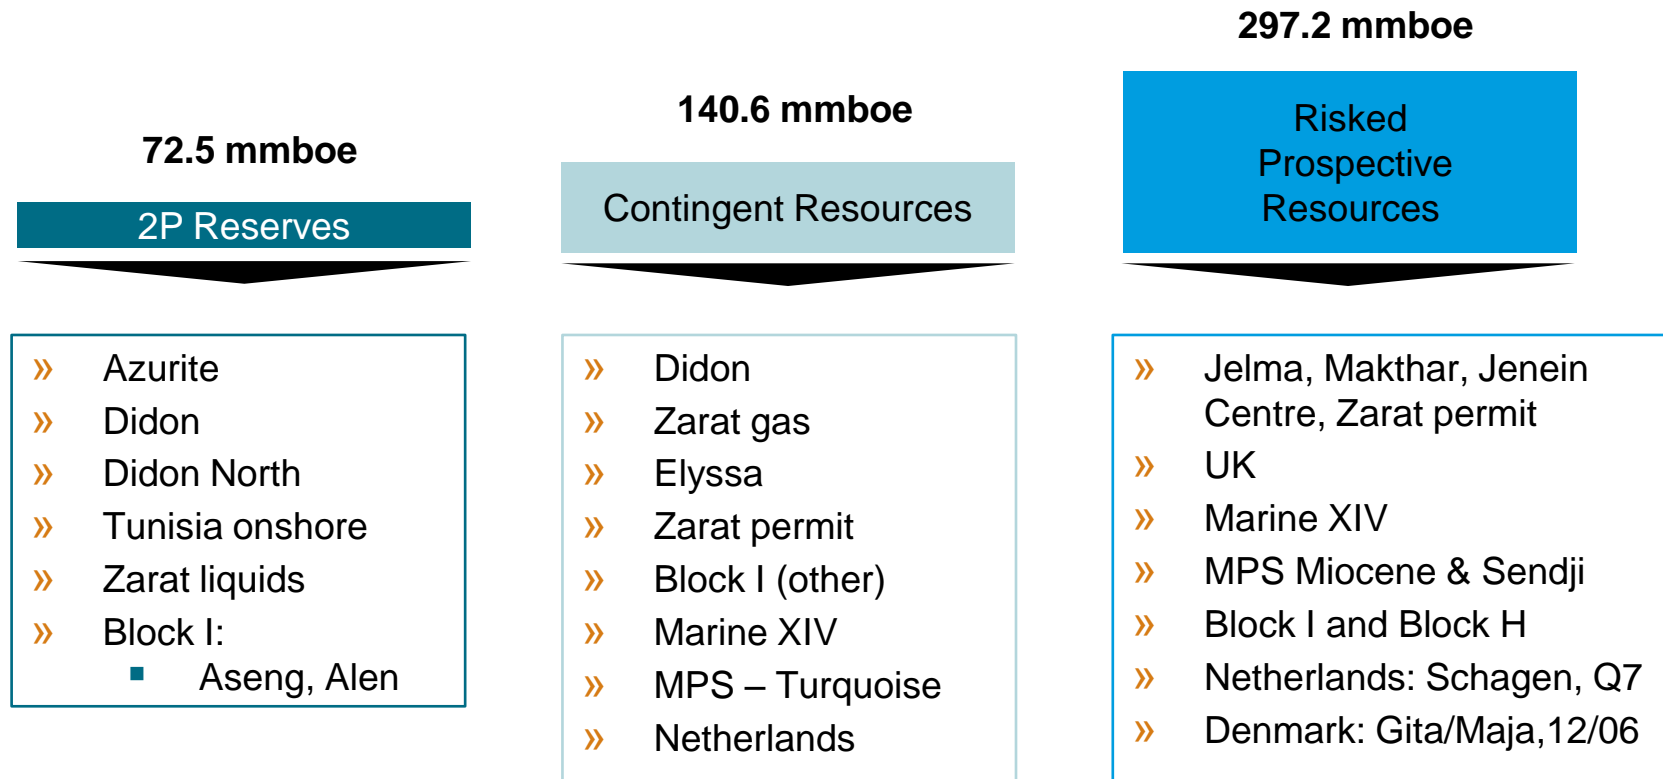 72.5 mmboe
2P Reserves
» Azurite
» Didon
» Didon North
» Tunisia onshore
» Zarat liquids
» Block I:
▪ Aseng, Alen
140.6 mmboe
Contingent Resources
» Didon
» Zarat gas
» Elyssa
» Zarat permit
» Block I (other)
» Marine XIV
» MPS – Turquoise
» Netherlands
297.2 mmboe
Risked
Prospective
Resources
» Jelma, Makthar, Jenein
Centre, Zarat permit
» UK
» Marine XIV
» MPS Miocene & Sendji
» Block I and Block H
» Netherlands: Schagen, Q7
» Denmark: Gita/Maja,12/06